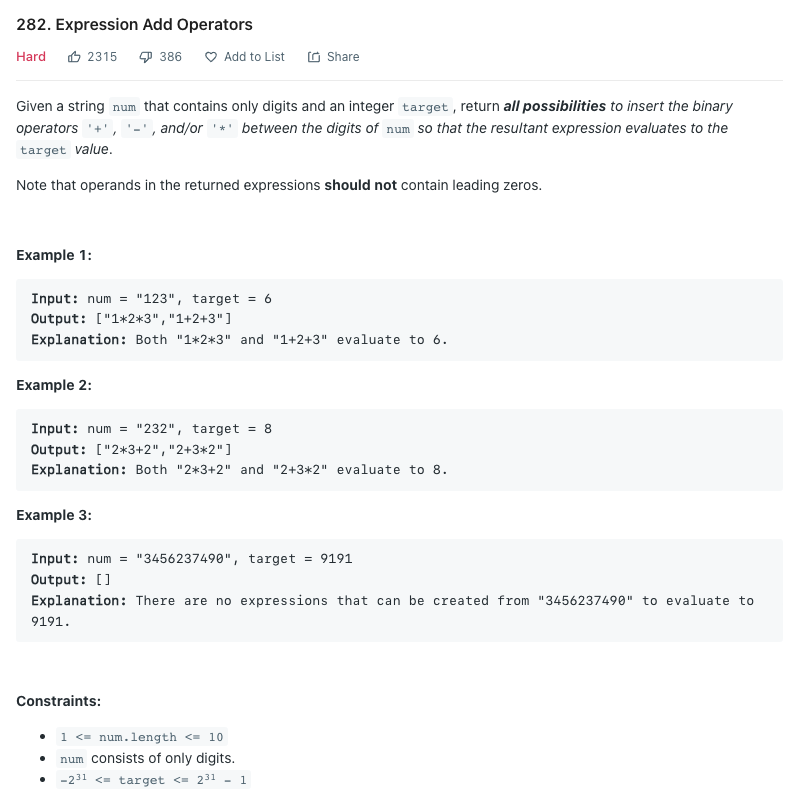 282. Expression Add Operators
Hard 2315 386 Add to List Share
Given a string num that contains only digits and an integer target, return all possibilities to insert the binary
operators '+', '-', and/or '*' between the digits of num so that the resultant expression evaluates to the
target value.
Note that operands in the returned expressions should not contain leading zeros.
Example 1:
Input: num = "123", target = 6
Output: ["1*2*3","1+2+3"]
Explanation: Both "1*2*3" and "1+2+3" evaluate to 6.
Example 2:
Input: num = "232", target = 8
Output: ["2*3+2","2+3*2"]
Explanation: Both "2*3+2" and "2+3*2" evaluate to 8.
Example 3:
Input: num = "3456237490", target = 9191
Output: []
Explanation: There are no expressions that can be created from "3456237490" to evaluate to
9191.
Constraints:
• 1 <= num.length <= 10
• num consists of only digits.
• -2³¹ <= target <= 2³¹ - 1